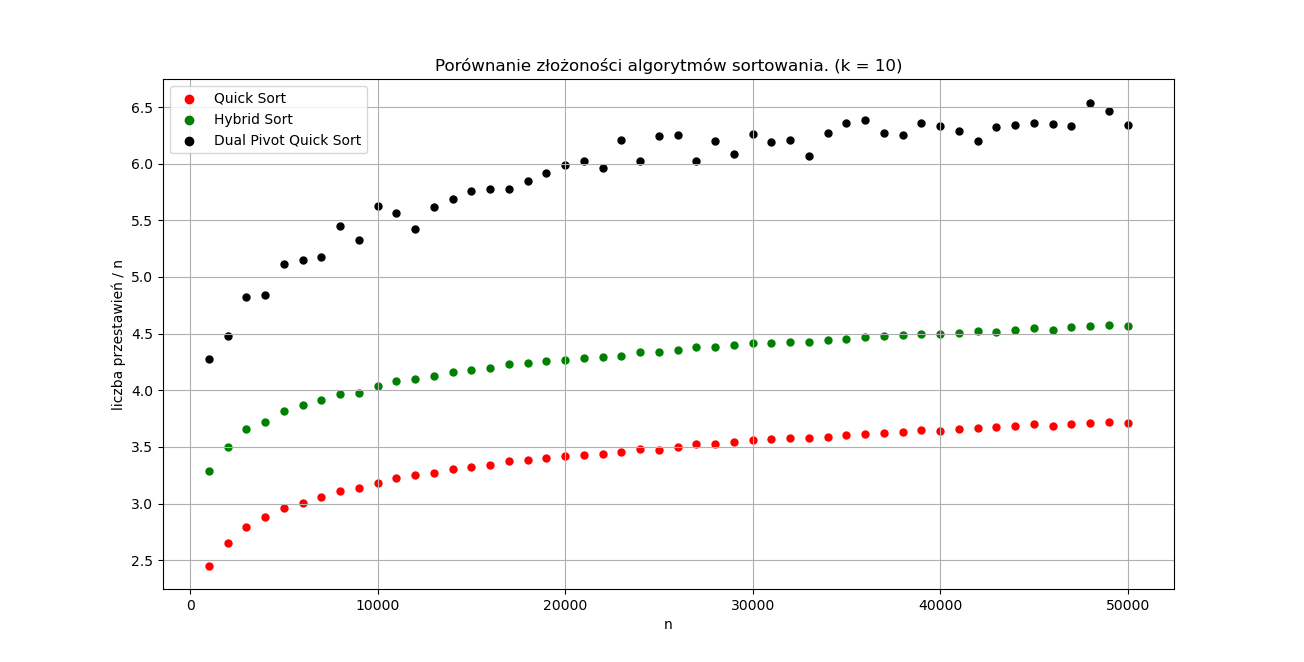 Porównanie złożoności algorytmów sortowania. (k = 10)
Quick Sort
Hybrid Sort
Dual Pivot Quick Sort
liczba przestawień / n
6.5
6.0
5.5
5.0
4.5
4.0
3.5
3.0
2.5
0 10000 20000 30000 40000 50000
n